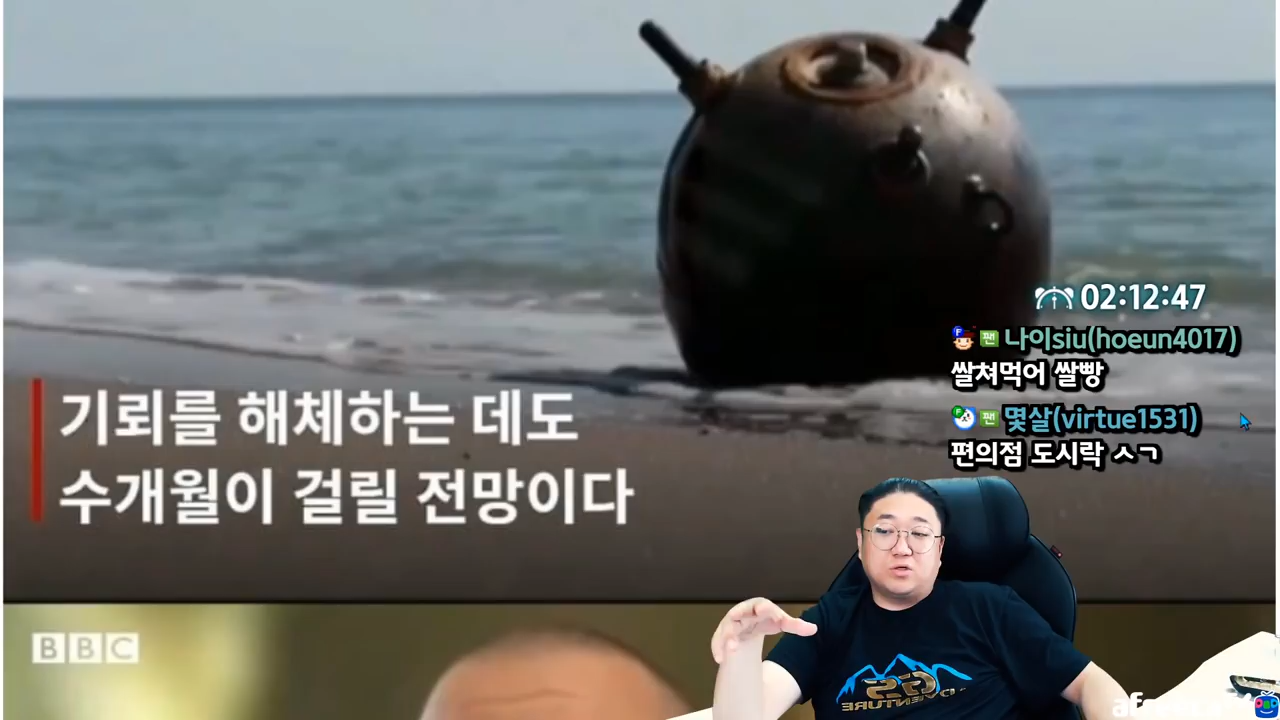 02:12:47
나이siu(hoeun4017)
쌀쳐먹어 쌀빵
몇살(virtue1531)
편의점 도시락 ㅅㄱ
기뢰를 해체하는 데도
수개월이 걸릴 전망이다
BBC